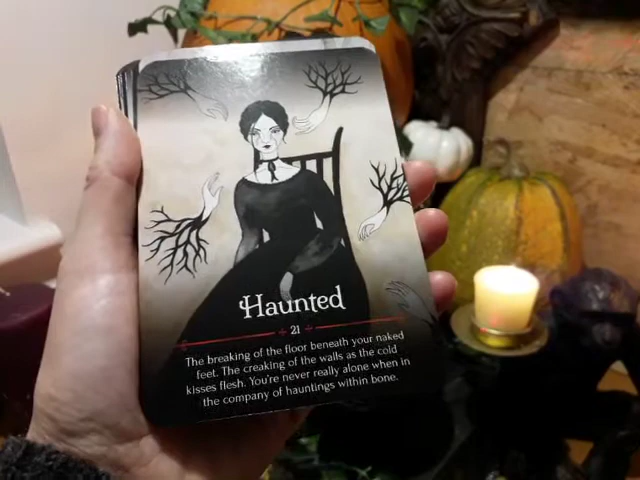 Haunted
21
The breaking of the floor beneath your naked
feet. The creaking of the walls as the cold
kisses flesh. You're never really alone when in
the company of hauntings within bone.